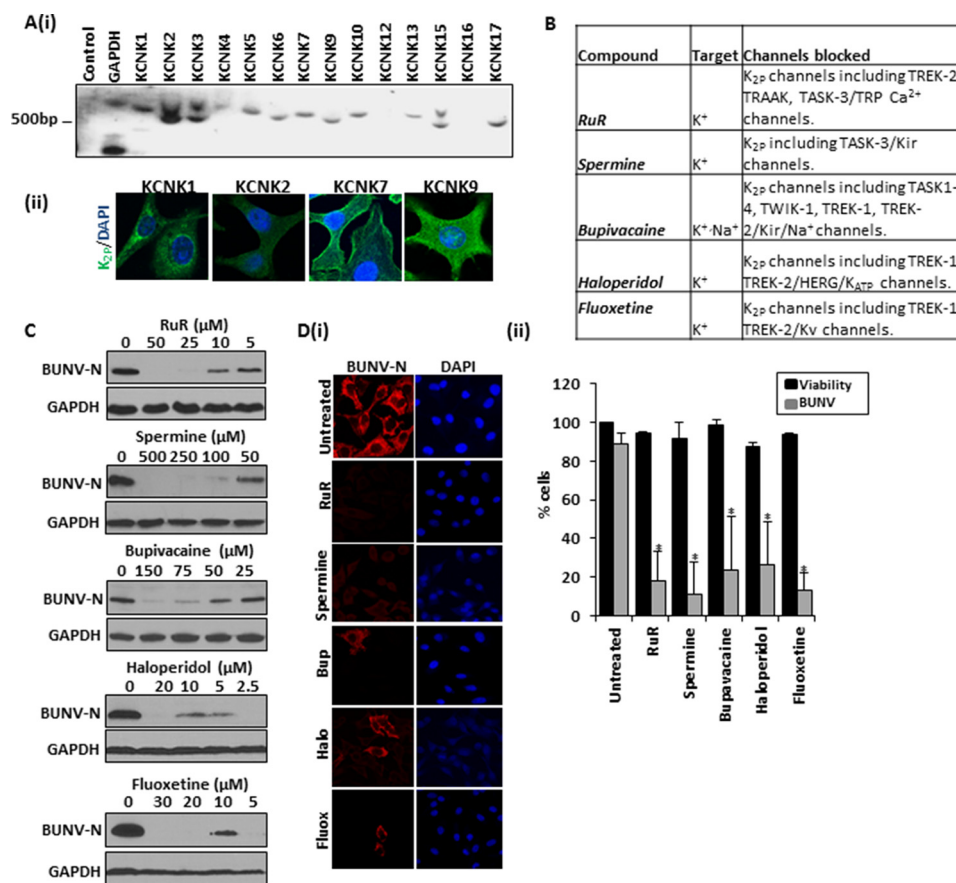 A(i)
Control
GAPDH
KCNK1
KCNK2
KCNK3
KCNK4
KCNK5
KCNK6
KCNK7
KCNK9
KCNK10
KCNK12
KCNK13
KCNK15
KCNK16
KCNK17
500bp
(ii)
KCNK1 KCNK2 KCNK7 KCNK9
K2P/DAPI
B
Compound Target Channels blocked
RuR K+ K2P channels including TREK-2
TRAAK, TASK-3/TRP Ca2+
channels.
Spermine K+ K2P including TASK-3/Kir
channels.
Bupivacaine K+·Na+ K2P channels including TASK1-
4, TWIK-1, TREK-1, TREK-
2/Kir/Na+ channels.
Haloperidol K+ K2P channels including TREK-1
TREK-2/HERG/KATP channels.
Fluoxetine K+ K2P channels including TREK-1
TREK-2/Kv channels.
C
RuR (μM)
0 50 25 10 5
BUNV-N
GAPDH
Spermine (μM)
0 500 250 100 50
BUNV-N
GAPDH
Bupivacaine (μM)
0 150 75 50 25
BUNV-N
GAPDH
Haloperidol (μM)
0 20 10 5 2.5
BUNV-N
GAPDH
Fluoxetine (μM)
0 30 20 10 5
BUNV-N
GAPDH
D(i)
BUNV-N DAPI
Untreated
RuR
Spermine
Bup
Halo
Fluox
(ii)
Viability
BUNV
% cells
120
100
80
60
40
20
0
* * * * *
Untreated
RuR
Spermine
Bupavacaine
Haloperidol
Fluoxetine